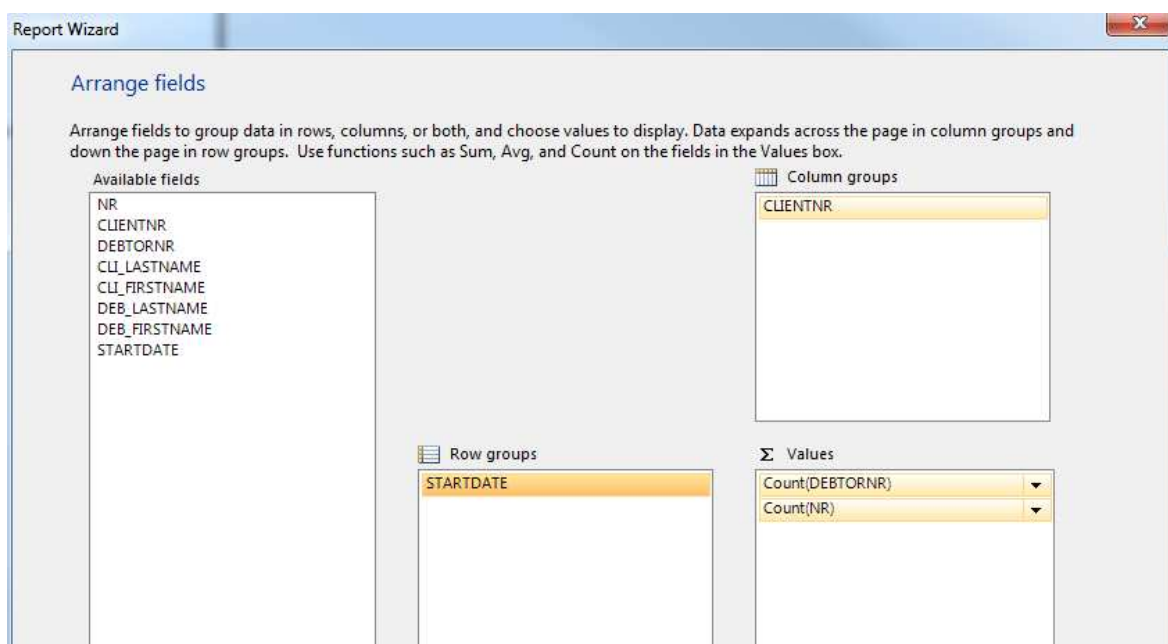 Report Wizard
Arrange fields
Arrange fields to group data in rows, columns, or both, and choose values to display. Data expands across the page in column groups and
down the page in row groups. Use functions such as Sum, Avg, and Count on the fields in the Values box.
Available fields
NR
CLIENTNR
DEBTORNR
CLI_LASTNAME
CLI_FIRSTNAME
DEB_LASTNAME
DEB_FIRSTNAME
STARTDATE
Column groups
CLIENTNR
Row groups
STARTDATE
Σ Values
Count(DEBTORNR)
Count(NR)